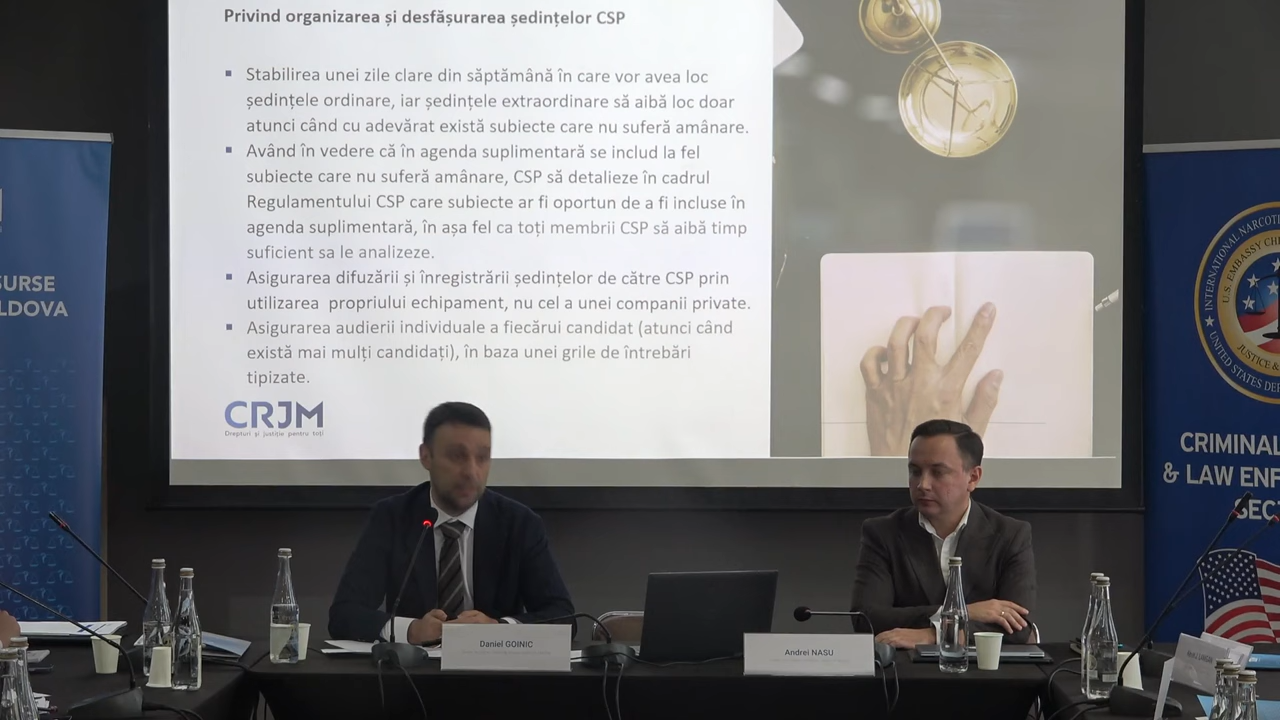 Privind organizarea și desfășurarea ședințelor CSP
▪ Stabilirea unei zile clare din săptămână în care vor avea loc
ședințele ordinare, iar ședințele extraordinare să aibă loc doar
atunci când cu adevărat există subiecte care nu suferă amânare.
▪ Având în vedere că în agenda suplimentară se includ la fel
subiecte care nu suferă amânare, CSP să detalieze în cadrul
Regulamentului CSP care subiecte ar fi oportun de a fi incluse în
agenda suplimentară, în așa fel ca toți membrii CSP să aibă timp
suficient sa le analizeze.
▪ Asigurarea difuzării și înregistrării ședințelor de către CSP prin
utilizarea propriului echipament, nu cel a unei companii private.
▪ Asigurarea audierii individuale a fiecărui candidat (atunci când
există mai mulți candidați), în baza unei grile de întrebări
tipizate.
CRJM
Drepturi și justiție pentru toți
SURSE
LDOVA
INTERNATIONAL NARCOTI
U.S. EMBASSY CHI
JUSTICE &
UNITED STATES DE
CRIMINAL
& LAW ENF
SECT
Daniel GOINIC
Andrei NASU